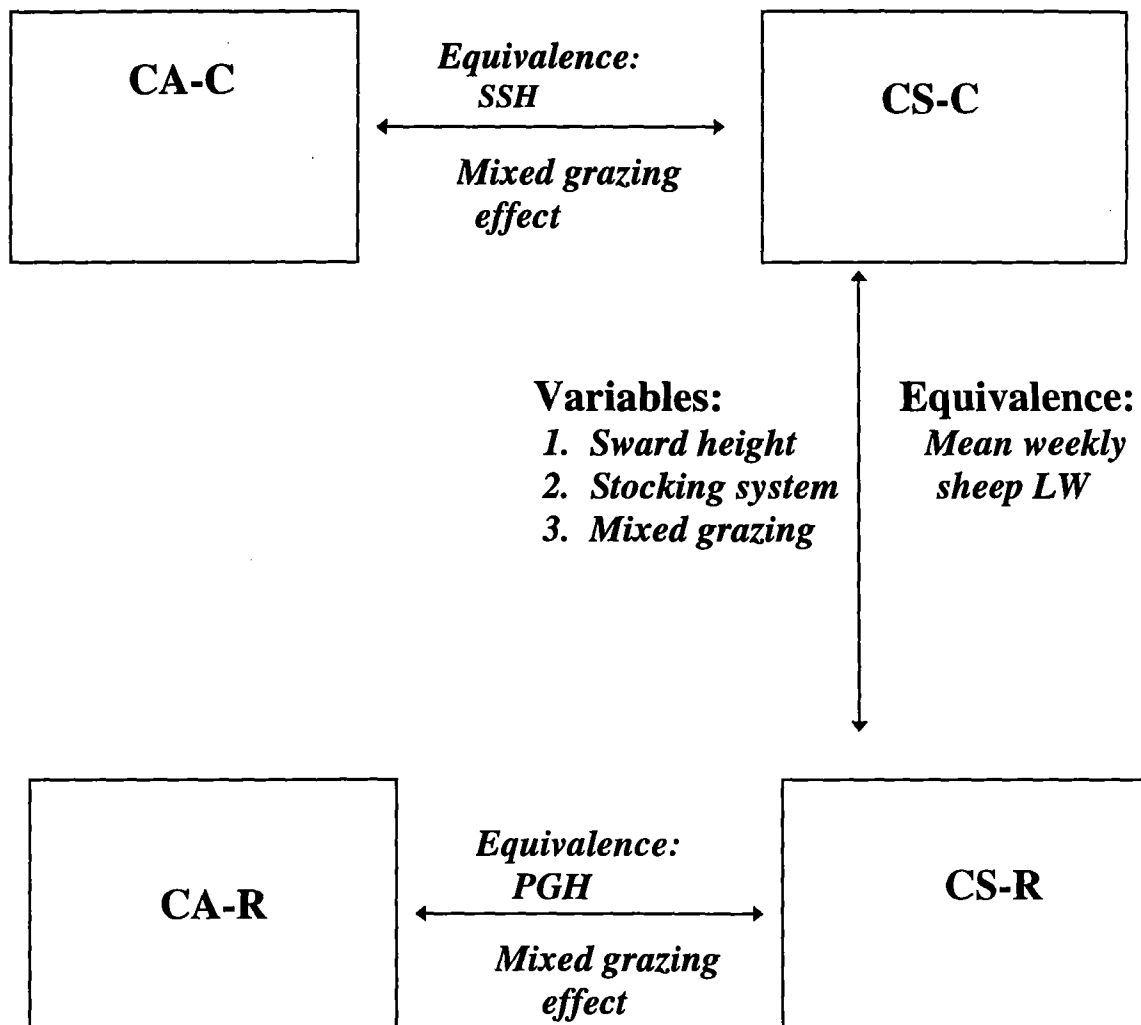 CA-C
Equivalence:
SSH
Mixed grazing
effect
CS-C
Variables:
1. Sward height
2. Stocking system
3. Mixed grazing
Equivalence:
Mean weekly
sheep LW
CA-R
Equivalence:
PGH
Mixed grazing
effect
CS-R